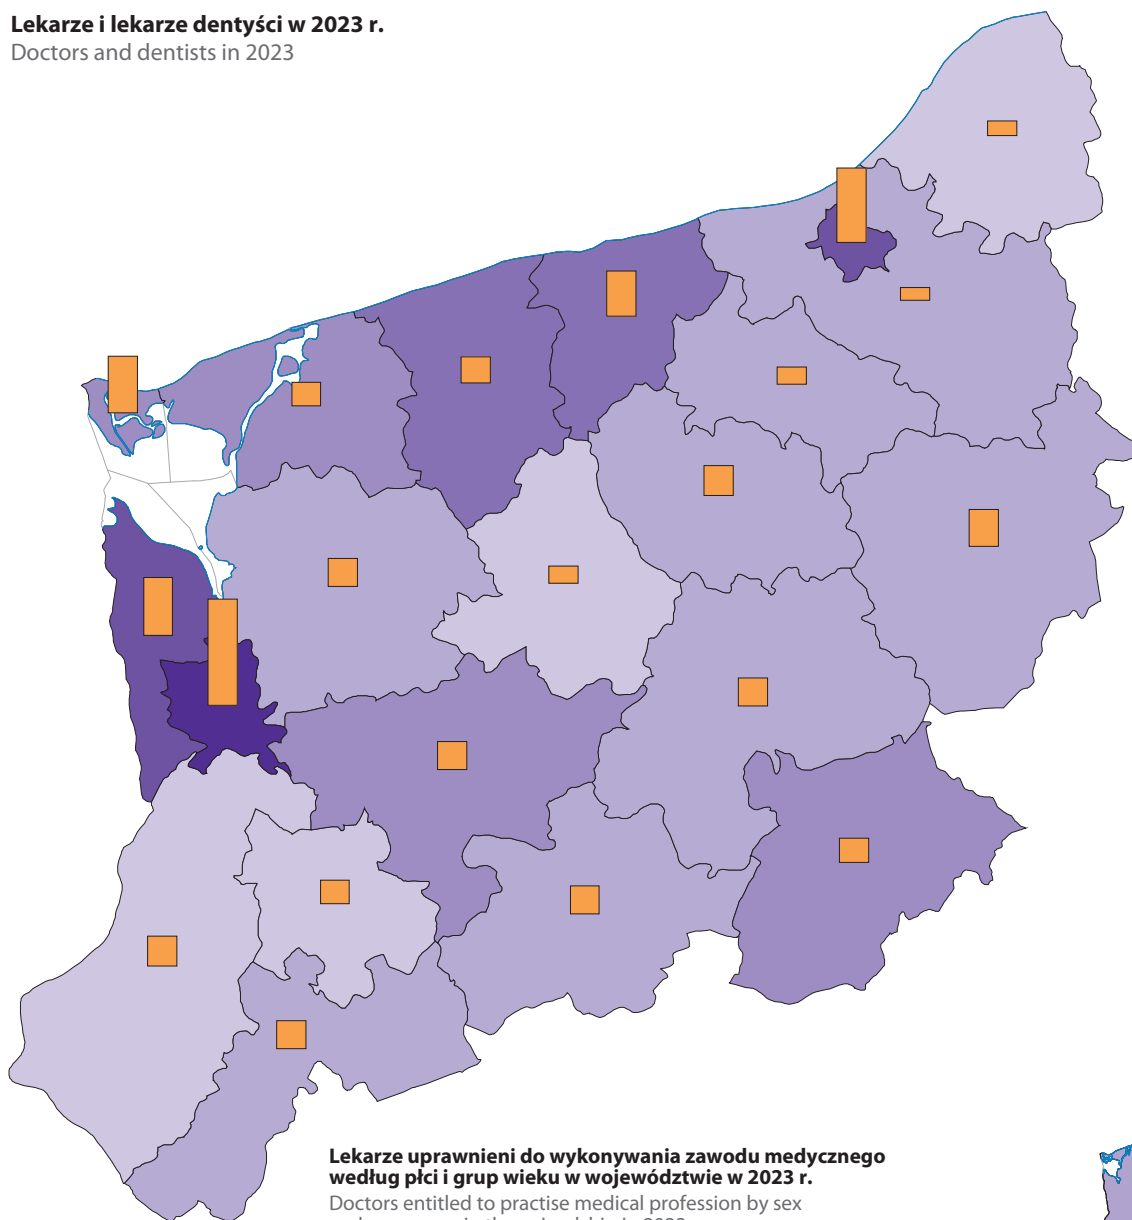 Lekarze i lekarze dentyści w 2023 r.
Doctors and dentists in 2023
Lekarze uprawnieni do wykonywania zawodu medycznego
według płci i grup wieku w województwie w 2023 r.
Doctors entitled to practise medical profession by sex